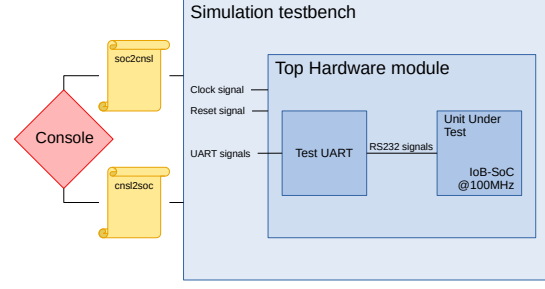 Simulation testbench
soc2cnsl
Top Hardware module
Clock signal
Reset signal
Console
UART signals
Test UART
RS232 signals
Unit Under
Test
IoB-SoC
@100MHz
cnsl2soc